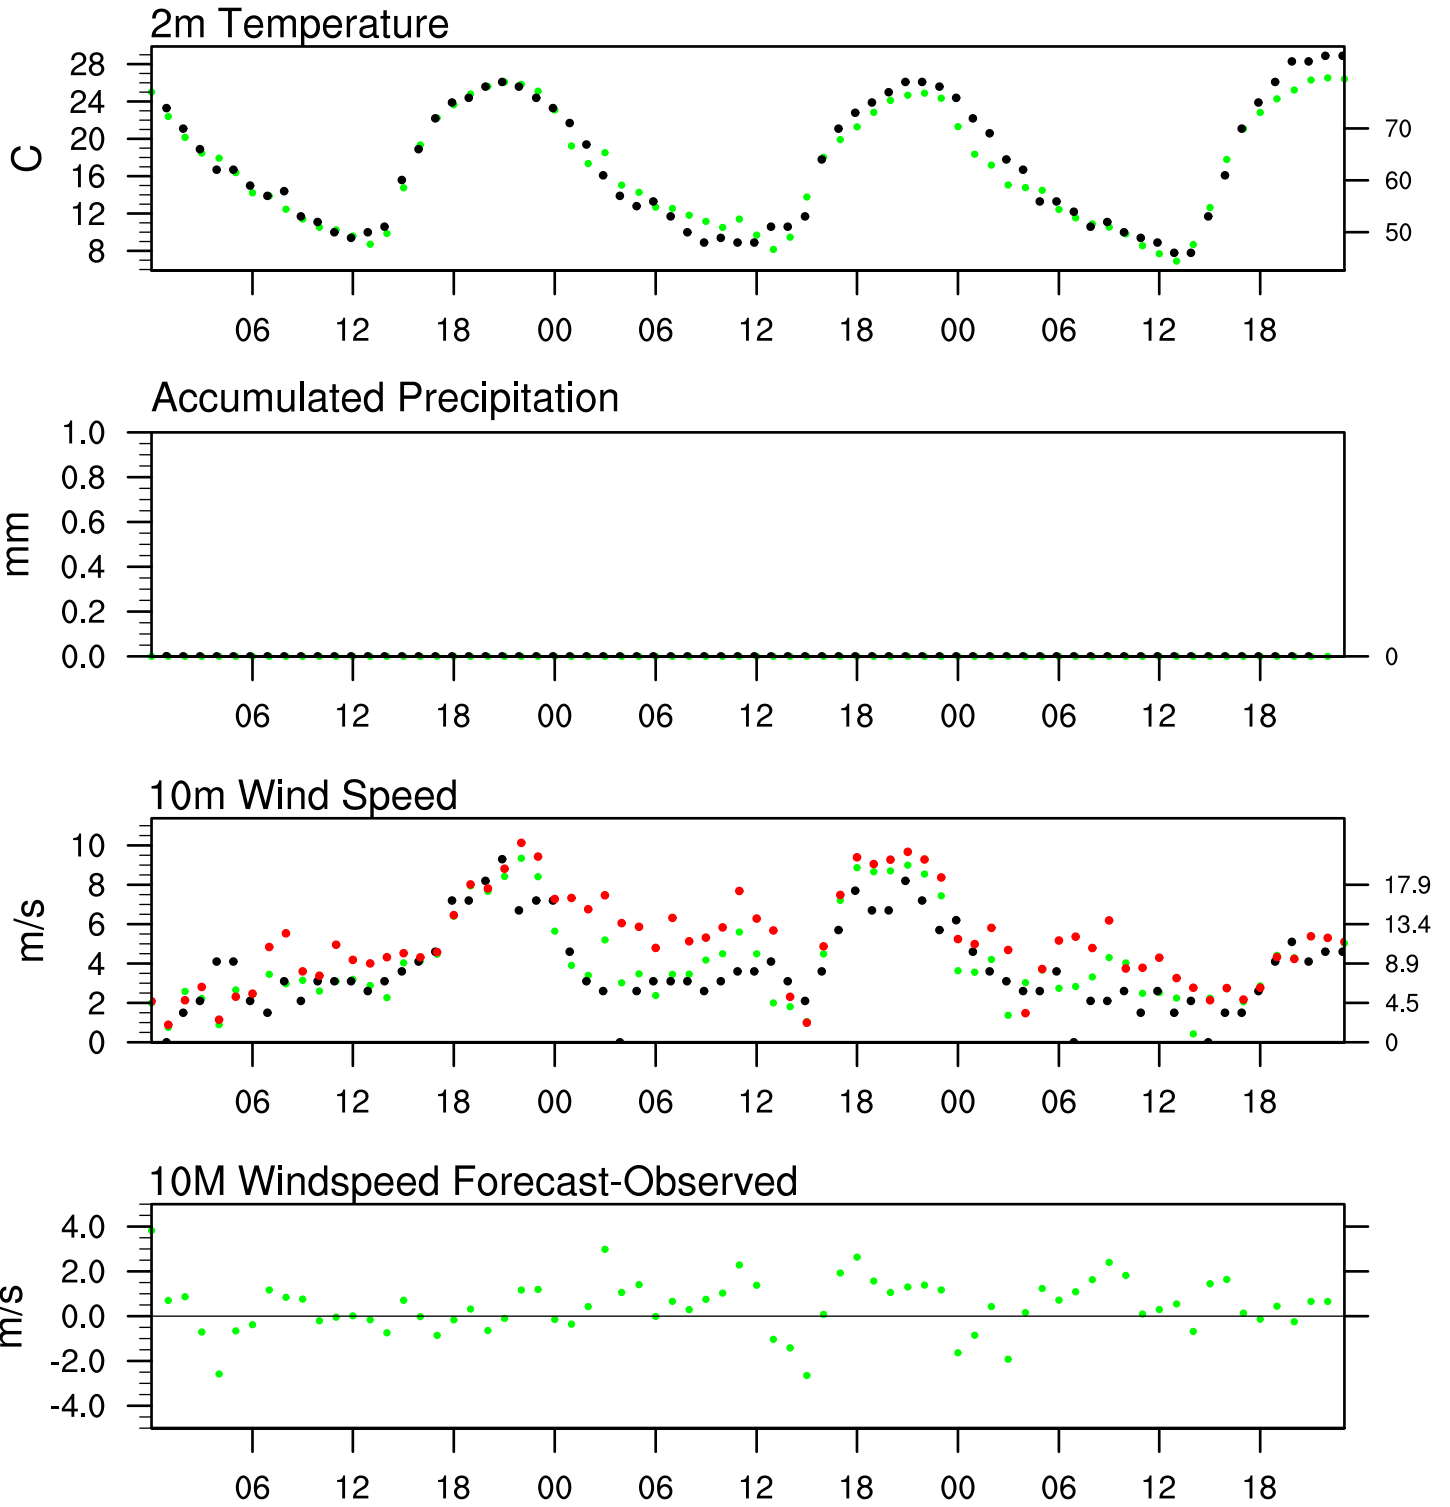 2m Temperature
28
24
20
16
12
8
C
70
60
50
06 12 18 00 06 12 18 00 06 12 18
Accumulated Precipitation
1.0
0.8
0.6
0.4
0.2
0.0
mm
0
06 12 18 00 06 12 18 00 06 12 18
10m Wind Speed
10
8
6
4
2
0
m/s
17.9
13.4
8.9
4.5
0
06 12 18 00 06 12 18 00 06 12 18
10M Windspeed Forecast-Observed
4.0
2.0
0.0
-2.0
-4.0
m/s
06 12 18 00 06 12 18 00 06 12 18